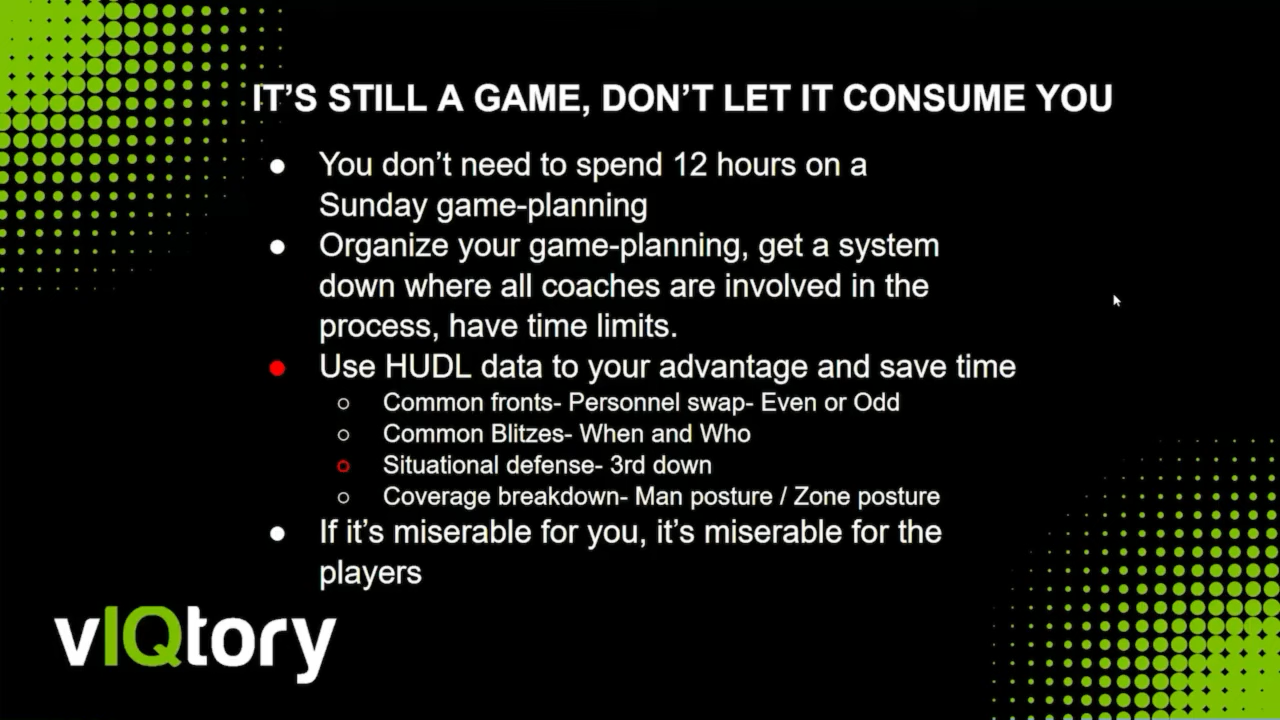 IT'S STILL A GAME, DON'T LET IT CONSUME YOU
● You don't need to spend 12 hours on a
Sunday game-planning
● Organize your game-planning, get a system
down where all coaches are involved in the
process, have time limits.
● Use HUDL data to your advantage and save time
○ Common fronts- Personnel swap- Even or Odd
○ Common Blitzes- When and Who
○ Situational defense- 3rd down
○ Coverage breakdown- Man posture / Zone posture
● If it's miserable for you, it's miserable for the
players
vIQtory